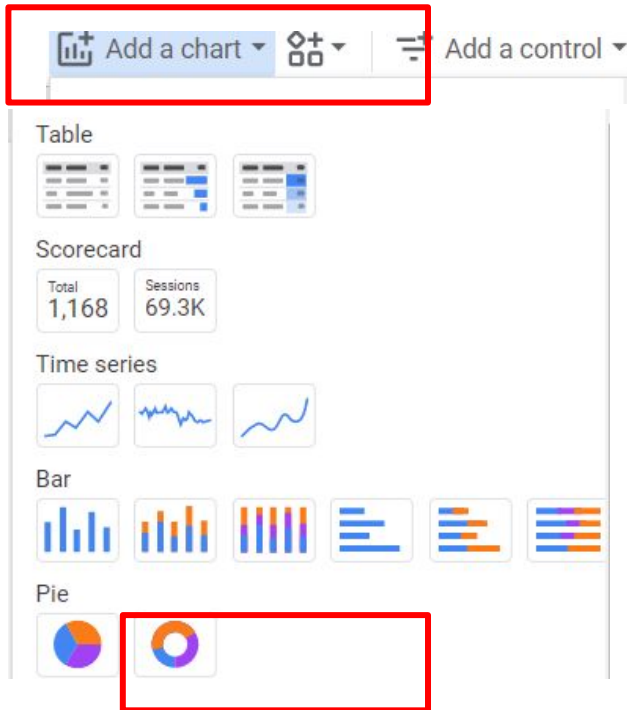 Add a chart Add a control
Table
Scorecard
Total Sessions
1,168 69.3K
Time series
Bar
Pie